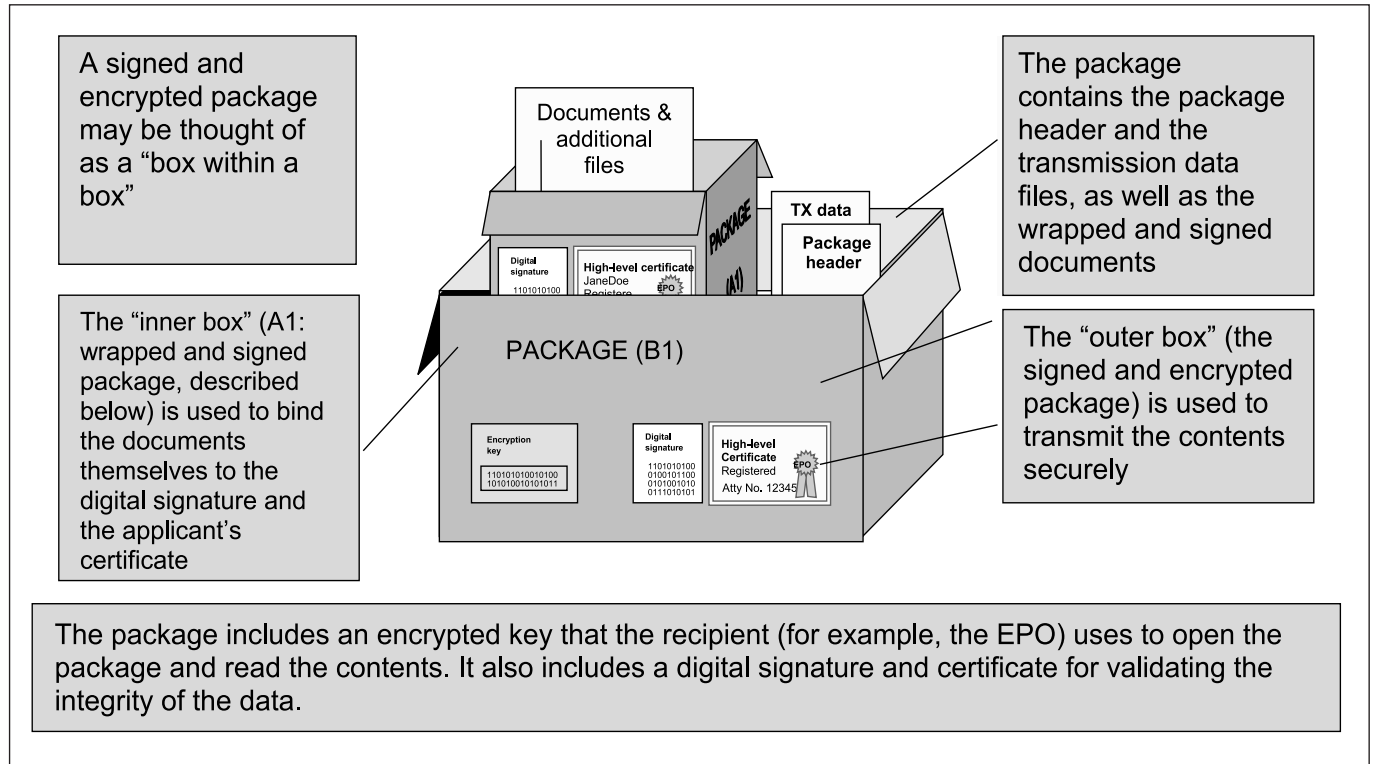 A signed and
encrypted package
may be thought of
as a “box within a
box”
Documents &
additional
files
The package
contains the package
header and the
transmission data
files, as well as the
wrapped and signed
documents
TX data
Package
header
PACKAGE
(A1)
Digital
signature
1101010100
High-level certificate
JaneDoe
Registere
EPO
The “inner box” (A1:
wrapped and signed
package, described
below) is used to bind
the documents
themselves to the
digital signature and
the applicant’s
certificate
PACKAGE (B1)
Encryption
key
110101010010100
101010010101011
Digital
signature
1101010100
0100101100
0101001010
0111010101
High-level
Certificate
Registered
Atty No. 12345
EPO
The “outer box” (the
signed and encrypted
package) is used to
transmit the contents
securely
The package includes an encrypted key that the recipient (for example, the EPO) uses to open the
package and read the contents. It also includes a digital signature and certificate for validating the
integrity of the data.